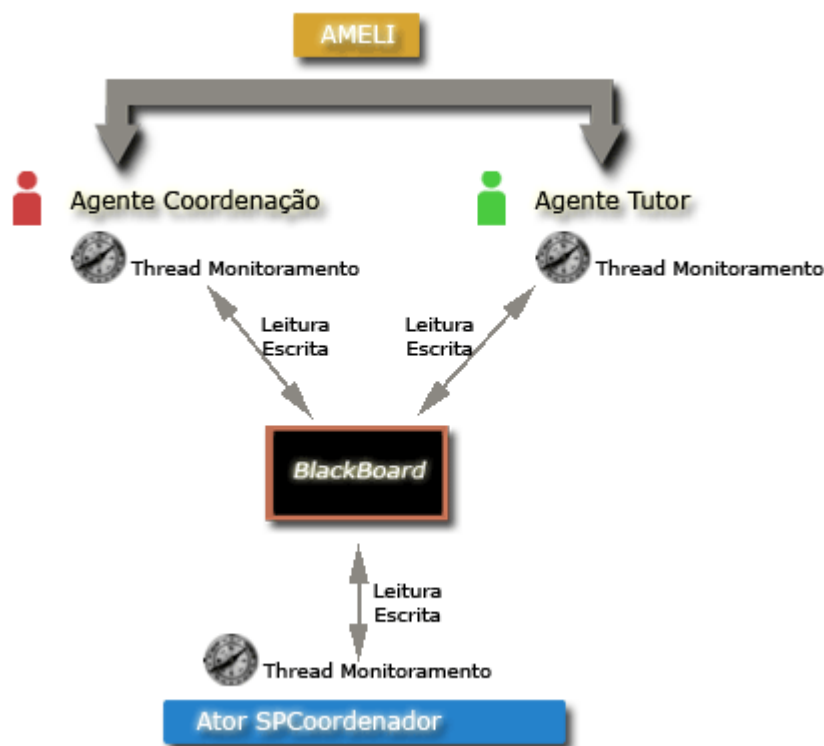 AMELI
Agente Coordenação
Agente Tutor
Thread Monitoramento
Thread Monitoramento
Leitura
Escrita
Leitura
Escrita
BlackBoard
Leitura
Escrita
Thread Monitoramento
Ator SPCoordenador